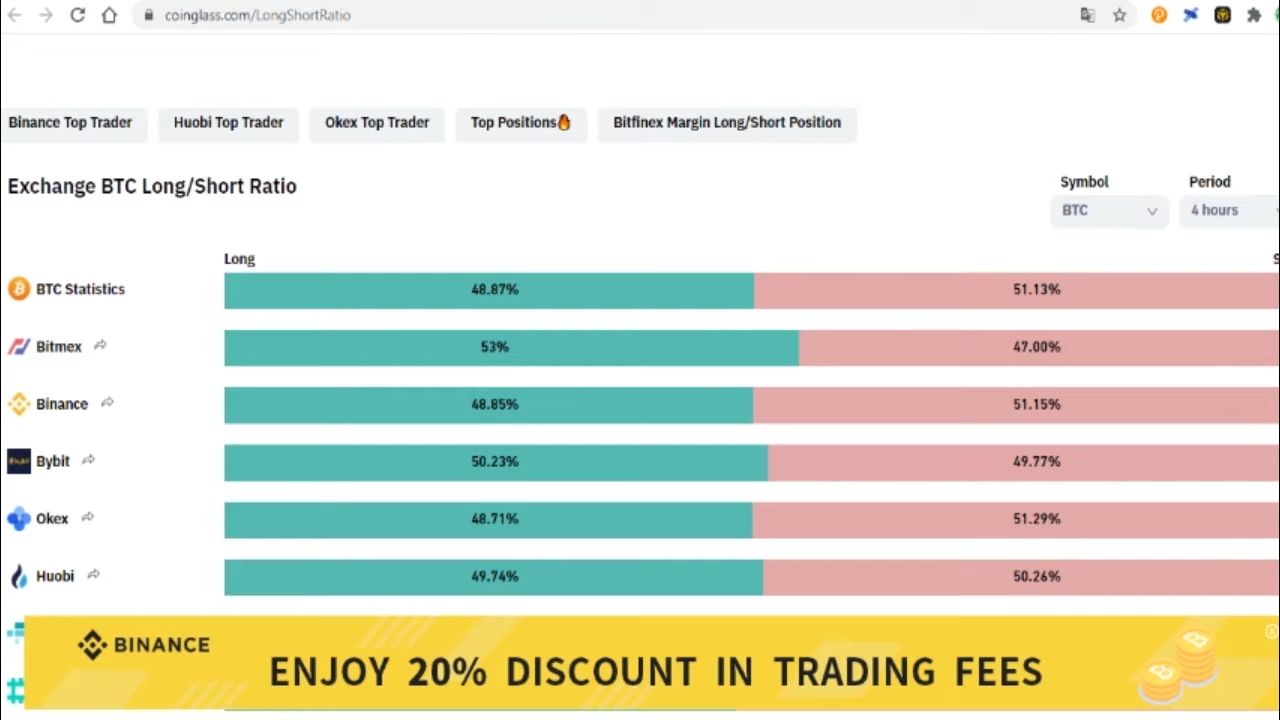 coinglass.com/LongShortRatio
Binance Top Trader Huobi Top Trader Okex Top Trader Top Positions🔥 Bitfinex Margin Long/Short Position
Exchange BTC Long/Short Ratio
Symbol Period
BTC 4 hours
Long
BTC Statistics 48.87% 51.13%
Bitmex 53% 47.00%
Binance 48.85% 51.15%
Bybit 50.23% 49.77%
Okex 48.71% 51.29%
Huobi 49.74% 50.26%
BINANCE
ENJOY 20% DISCOUNT IN TRADING FEES